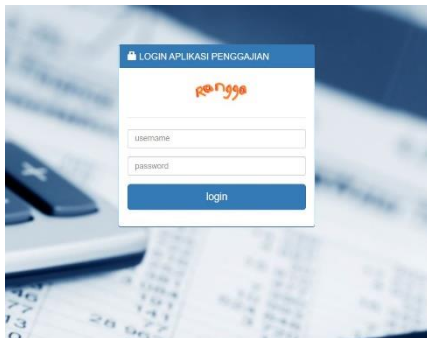 LOGIN APLIKASI PENGGAJIAN
Rangga
username
password
login